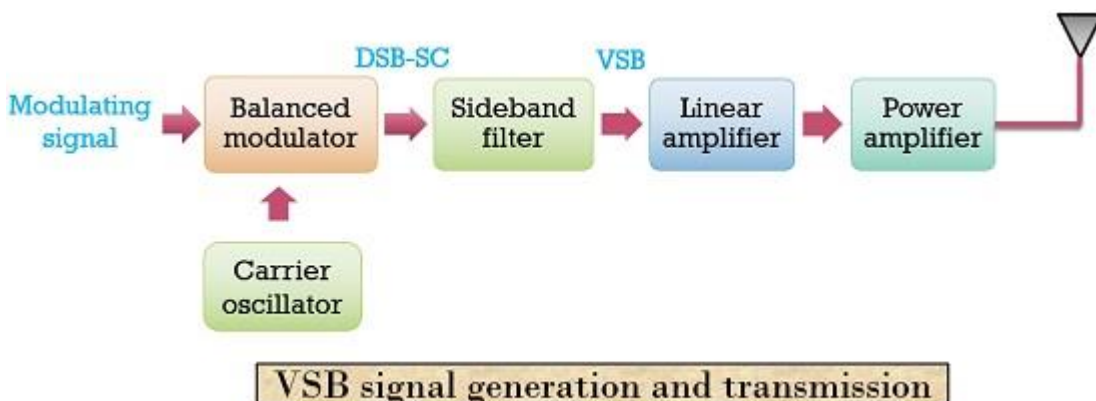 DSB-SC
VSB
Modulating
signal
Balanced
modulator
Sideband
filter
Linear
amplifier
Power
amplifier
Carrier
oscillator
VSB signal generation and transmission